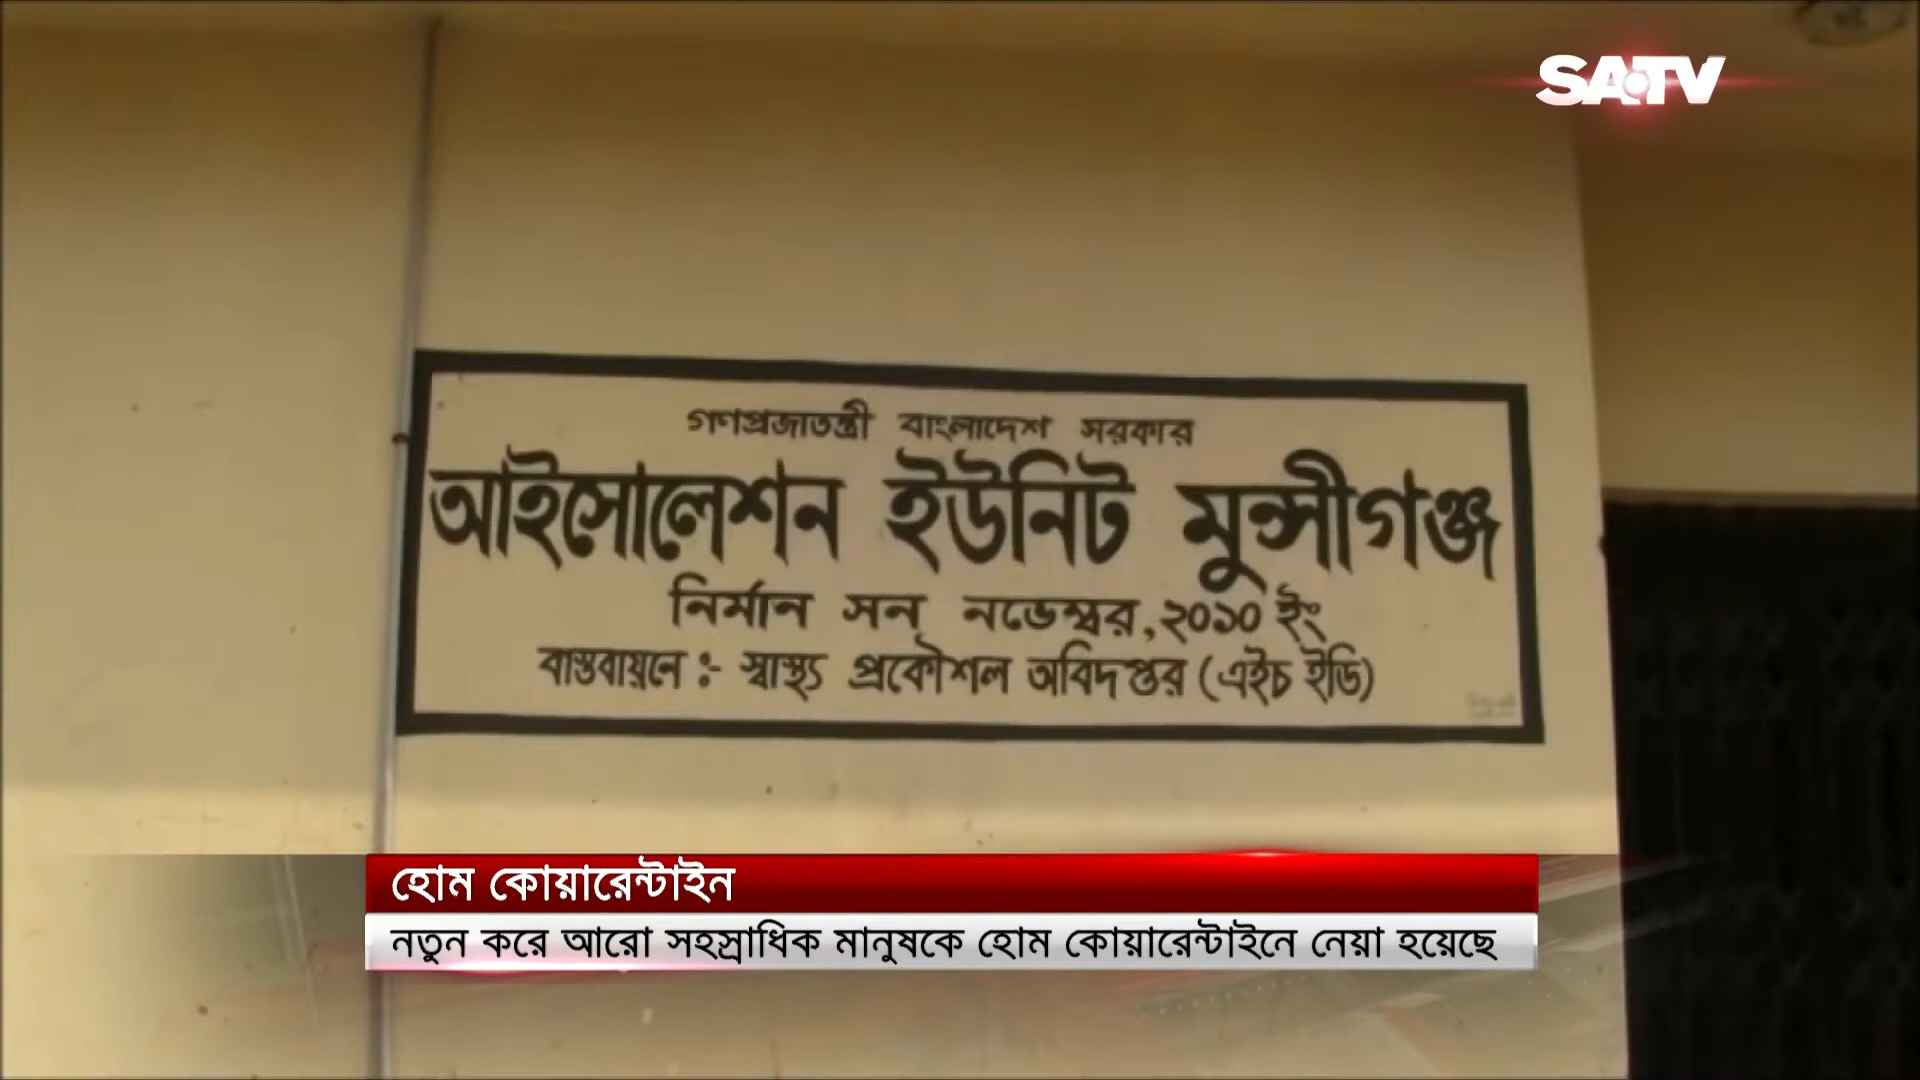 SATV
গণপ্রজাতন্ত্রী বাংলাদেশ সরকার
আইসোলেশন ইউনিট মুন্সীগঞ্জ
নির্মান সন নভেম্বর, ২০১০ ইং
বাস্তবায়নে :- স্বাস্থ্য প্রকৌশল অবিদপ্তর (এইচ ইডি)
হোম কোয়ারেন্টাইন
নতুন করে আরো সহস্রাধিক মানুষকে হোম কোয়ারেন্টাইনে নেয়া হয়েছে